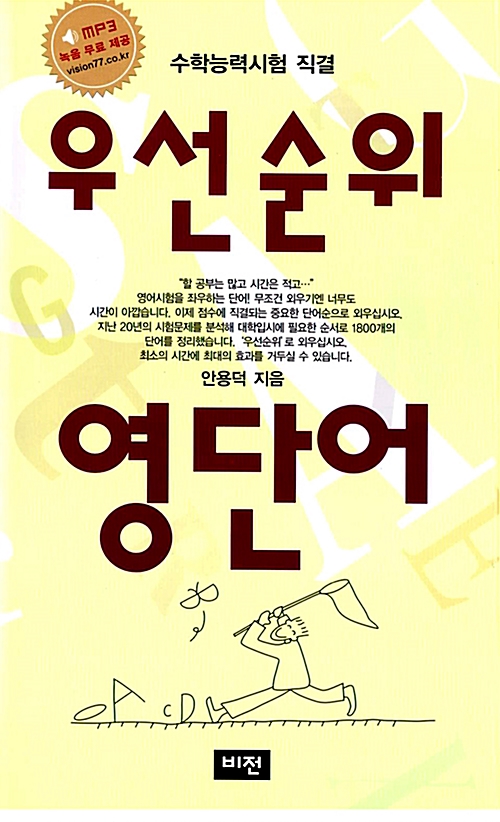 MP3
녹음 무료 제공
vision77.co.kr
수학능력시험 직결
우선순위
"할 공부는 많고 시간은 적고…"
영어시험을 좌우하는 단어! 무조건 외우기엔 너무도
시간이 아깝습니다. 이제 점수에 직결되는 중요한 단어순으로 외우십시오.
지난 20년의 시험문제를 분석해 대학입시에 필요한 순서로 1800개의
단어를 정리했습니다. '우선순위'로 외우십시오.
최소의 시간에 최대의 효과를 거두실 수 있습니다.
안용덕 지음
영단어
B
A C D
비전